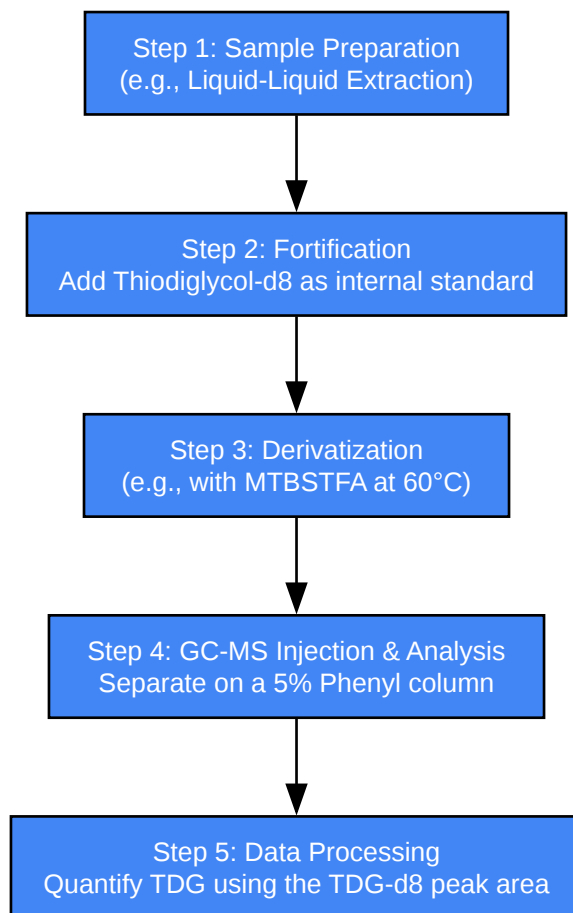 Step 1: Sample Preparation
(e.g., Liquid-Liquid Extraction)
Step 2: Fortification
Add Thiodiglycol-d8 as internal standard
Step 3: Derivatization
(e.g., with MTBSTFA at 60°C)
Step 4: GC-MS Injection & Analysis
Separate on a 5% Phenyl column
Step 5: Data Processing
Quantify TDG using the TDG-d8 peak area